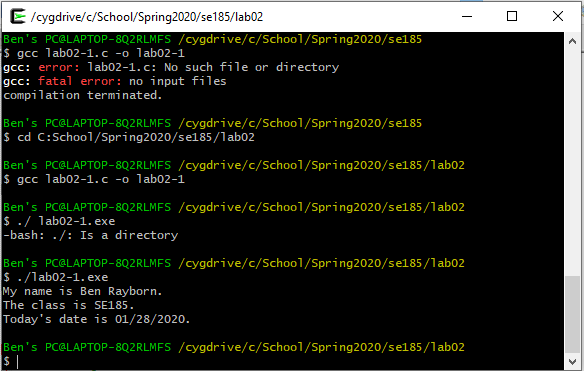 /cygdrive/c/School/Spring2020/se185/lab02
Ben's PC@LAPTOP-8Q2RLMFS /cygdrive/c/School/Spring2020/se185
$ gcc lab02-1.c -o lab02-1
gcc: error: lab02-1.c: No such file or directory
gcc: fatal error: no input files
compilation terminated.
Ben's PC@LAPTOP-8Q2RLMFS /cygdrive/c/School/Spring2020/se185
$ cd C:School/Spring2020/se185/lab02
Ben's PC@LAPTOP-8Q2RLMFS /cygdrive/c/School/Spring2020/se185/lab02
$ gcc lab02-1.c -o lab02-1
Ben's PC@LAPTOP-8Q2RLMFS /cygdrive/c/School/Spring2020/se185/lab02
$ ./ lab02-1.exe
-bash: ./: Is a directory
Ben's PC@LAPTOP-8Q2RLMFS /cygdrive/c/School/Spring2020/se185/lab02
$ ./lab02-1.exe
My name is Ben Rayborn.
The class is SE185.
Today's date is 01/28/2020.
Ben's PC@LAPTOP-8Q2RLMFS /cygdrive/c/School/Spring2020/se185/lab02
$